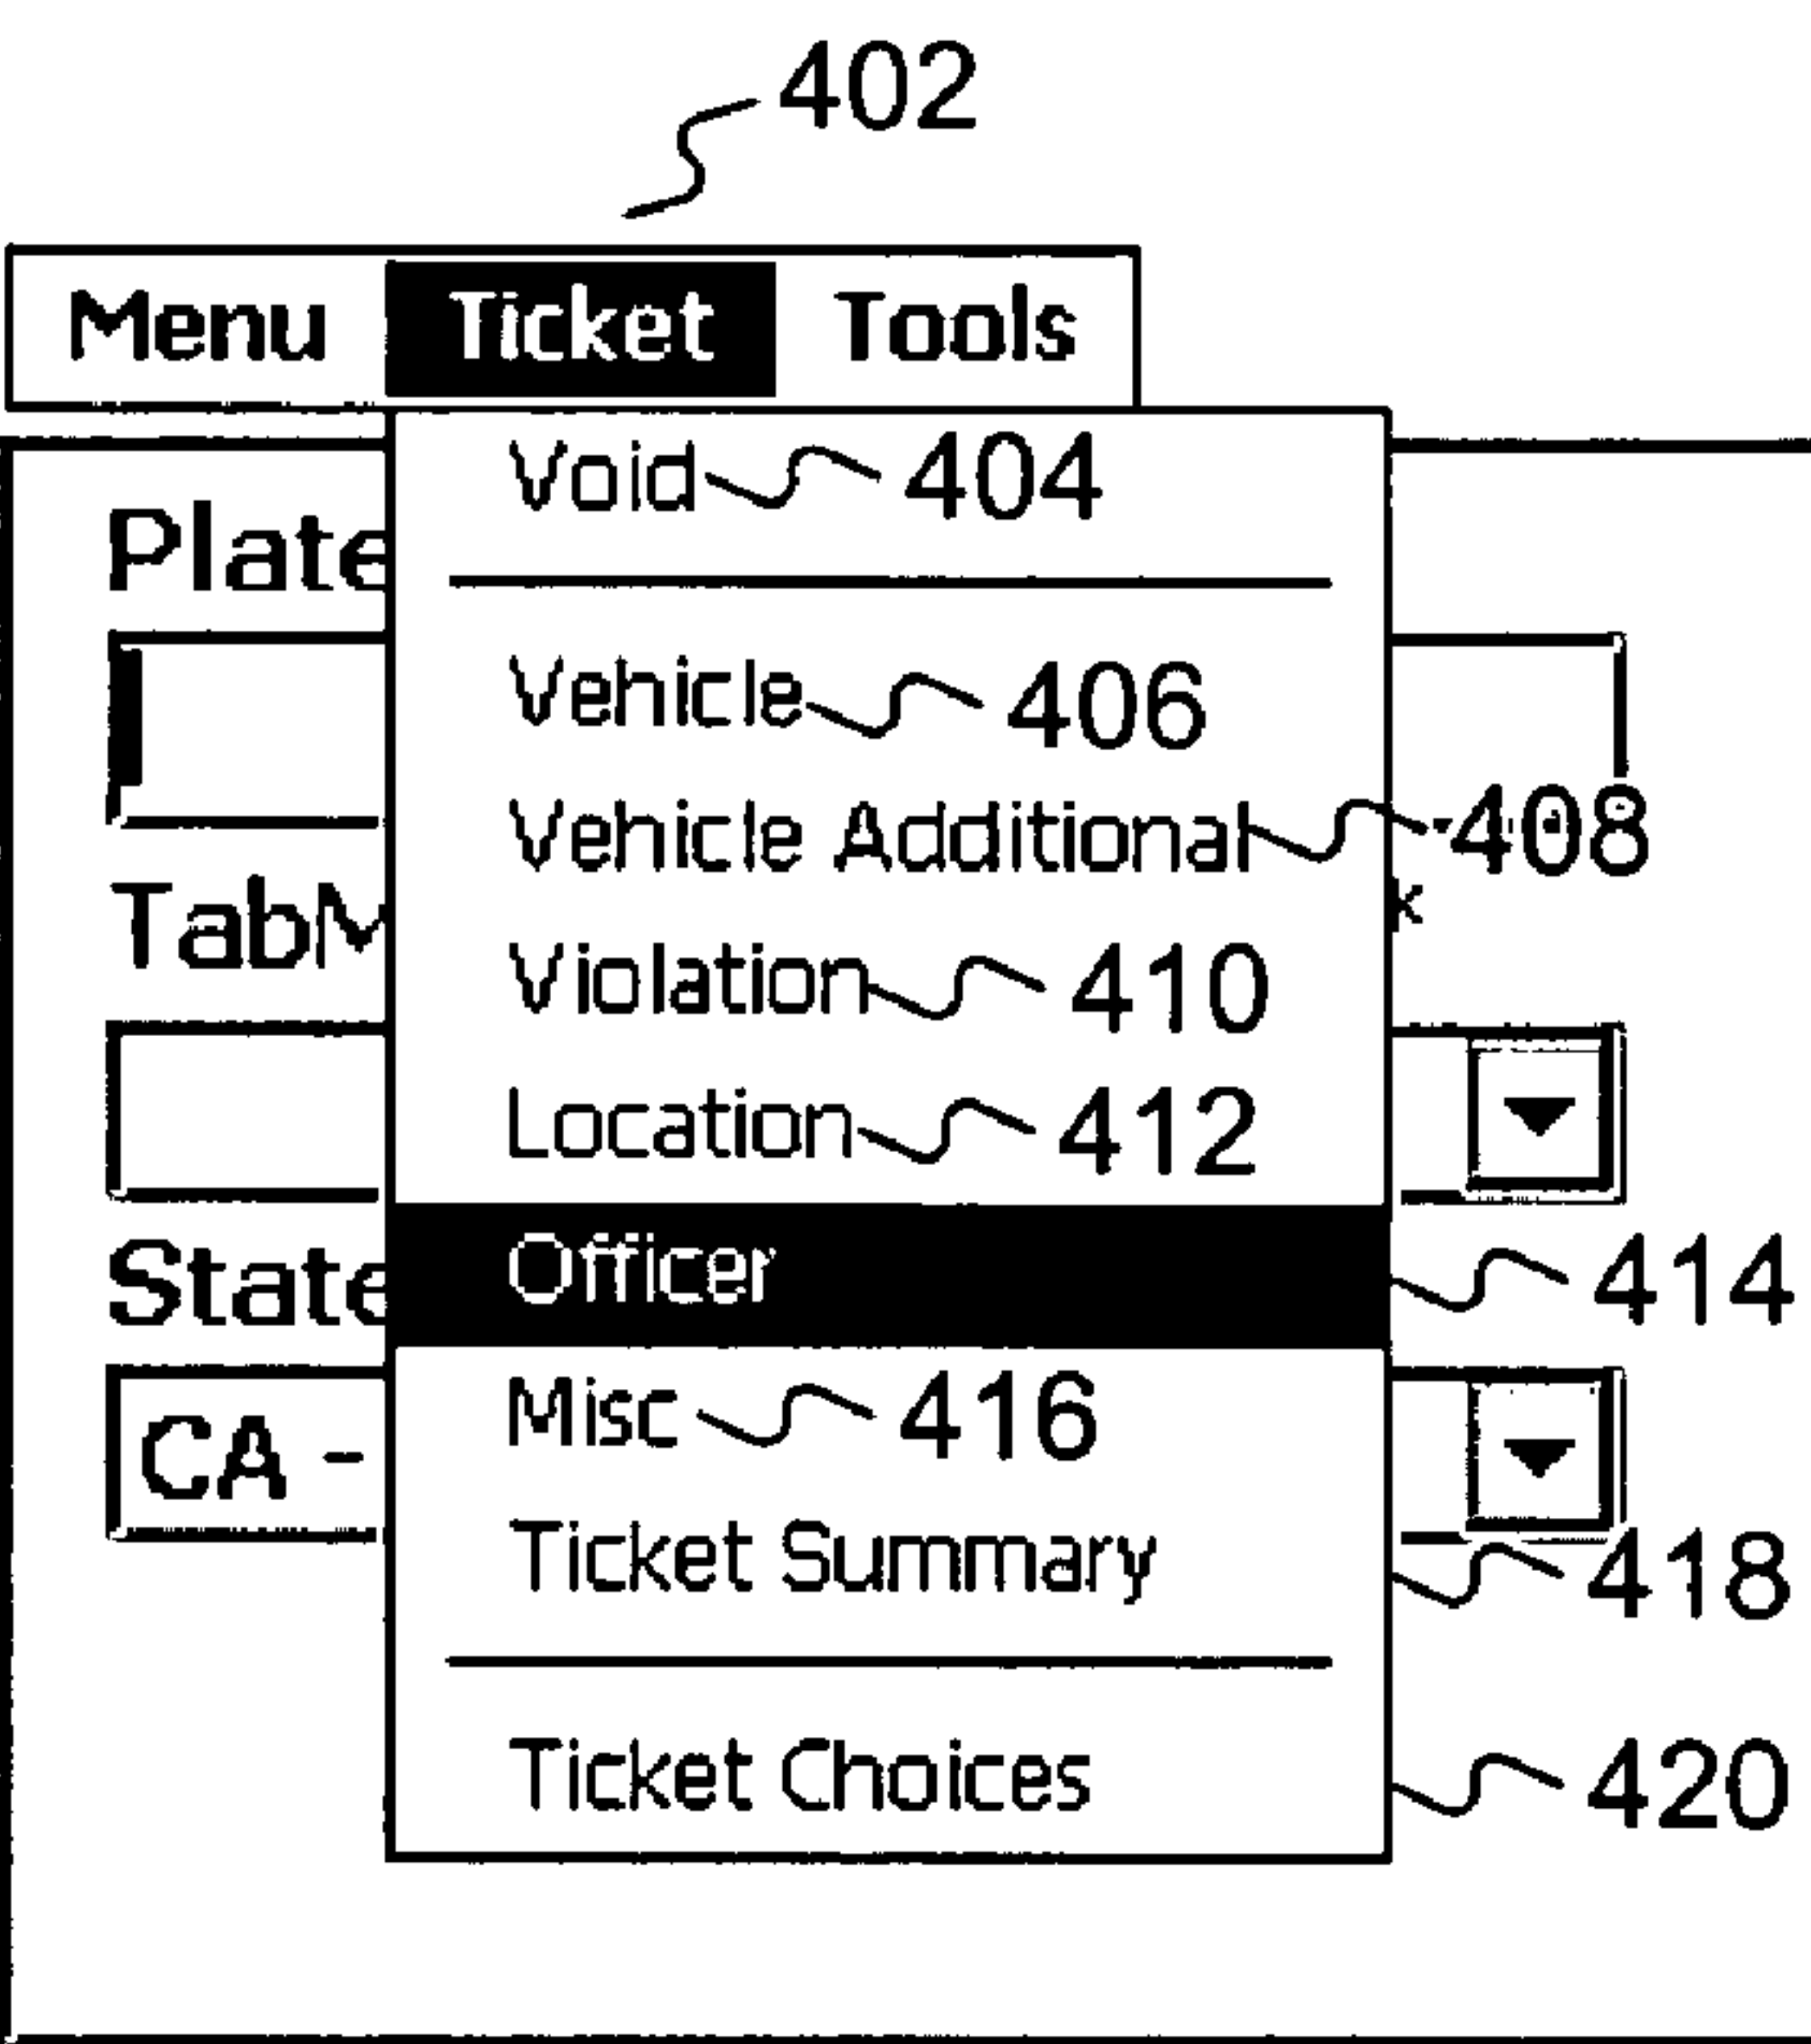 402
Menu Ticket Tools
Void 404
Plate
Vehicle 406
Vehicle Additional 408
TabM
Violation 410
Location 412
State Officer 414
Misc 416
CA -
Ticket Summary 418
Ticket Choices 420